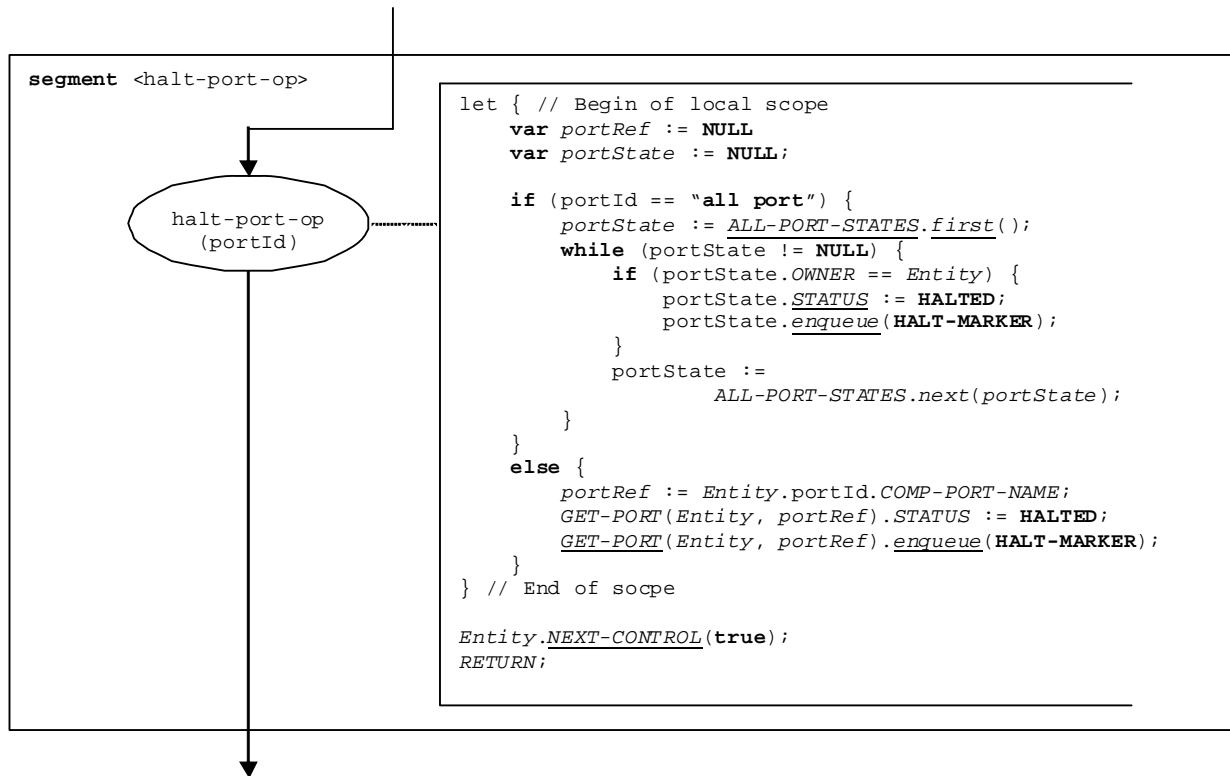 segment <halt-port-op>
halt-port-op
(portId)
let { // Begin of local scope
var portRef := NULL
var portState := NULL;
if (portId == “all port”) {
portState := ALL-PORT-STATES.first();
while (portState != NULL) {
if (portState.OWNER == Entity) {
portState.STATUS := HALTED;
portState.enqueue(HALT-MARKER);
}
portState :=
ALL-PORT-STATES.next(portState);
}
}
else {
portRef := Entity.portId.COMP-PORT-NAME;
GET-PORT(Entity, portRef).STATUS := HALTED;
GET-PORT(Entity, portRef).enqueue(HALT-MARKER);
}
} // End of socpe
Entity.NEXT-CONTROL(true);
RETURN;